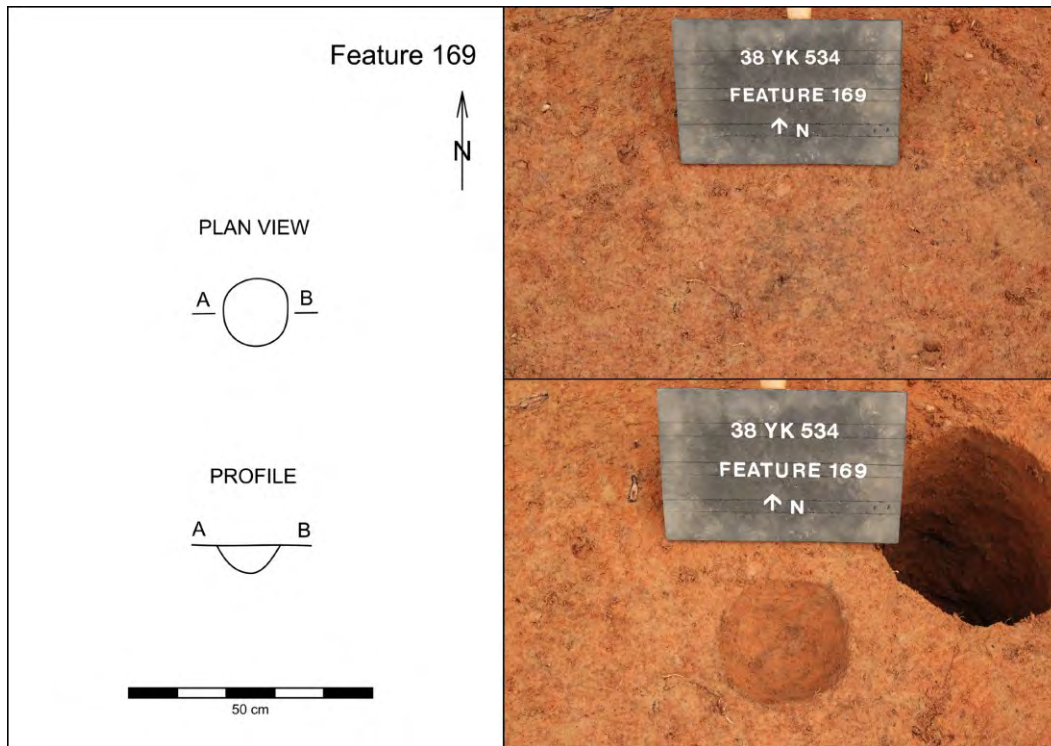 Feature 169
N
PLAN VIEW
A B
PROFILE
A B
50 cm
38 YK 534
FEATURE 169
↑ N
38 YK 534
FEATURE 169
↑ N